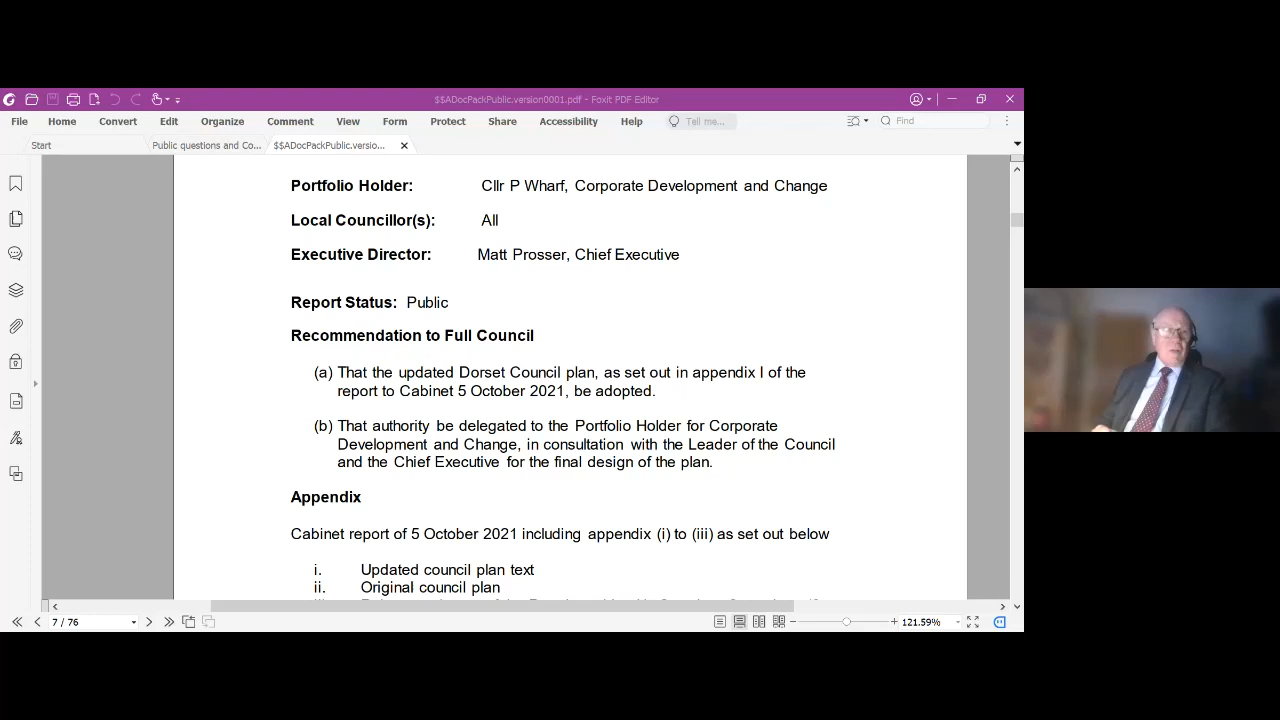 $$ADocPackPublic.version0001.pdf - Foxit PDF Editor
File Home Convert Edit Organize Comment View Form Protect Share Accessibility Help Tell me... Find
Start Public questions and Co... $$ADocPackPublic.versio...
Portfolio Holder: Cllr P Wharf, Corporate Development and Change
Local Councillor(s): All
Executive Director: Matt Prosser, Chief Executive
Report Status: Public
Recommendation to Full Council
(a) That the updated Dorset Council plan, as set out in appendix I of the
report to Cabinet 5 October 2021, be adopted.
(b) That authority be delegated to the Portfolio Holder for Corporate
Development and Change, in consultation with the Leader of the Council
and the Chief Executive for the final design of the plan.
Appendix
Cabinet report of 5 October 2021 including appendix (i) to (iii) as set out below
i. Updated council plan text
ii. Original council plan
7 / 76 121.59%